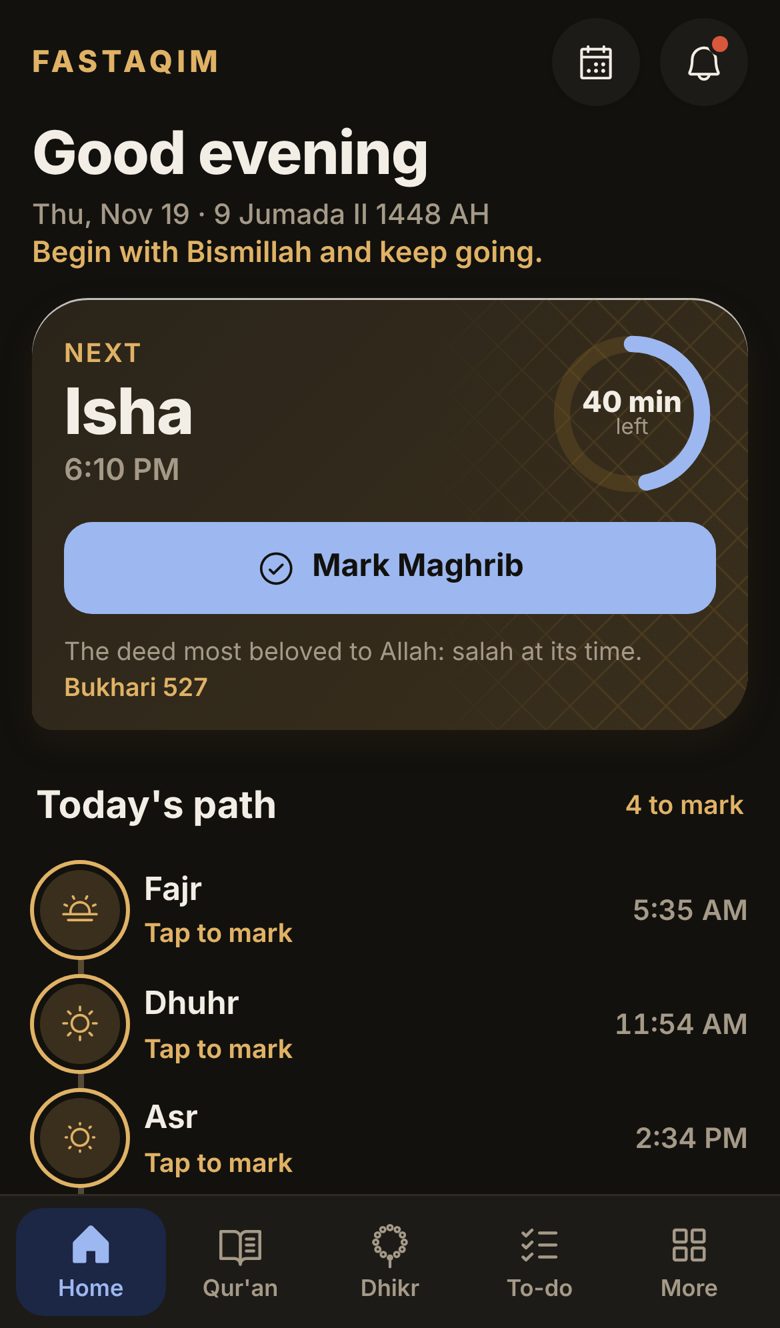 FASTAQIM
Good evening
Thu, Nov 19 · 9 Jumada II 1448 AH
Begin with Bismillah and keep going.
NEXT
Isha
6:10 PM
40 min
left
Mark Maghrib
The deed most beloved to Allah: salah at its time.
Bukhari 527
Today's path
4 to mark
Fajr
Tap to mark
5:35 AM
Dhuhr
Tap to mark
11:54 AM
Asr
Tap to mark
2:34 PM
Home
Qur'an
Dhikr
To-do
More